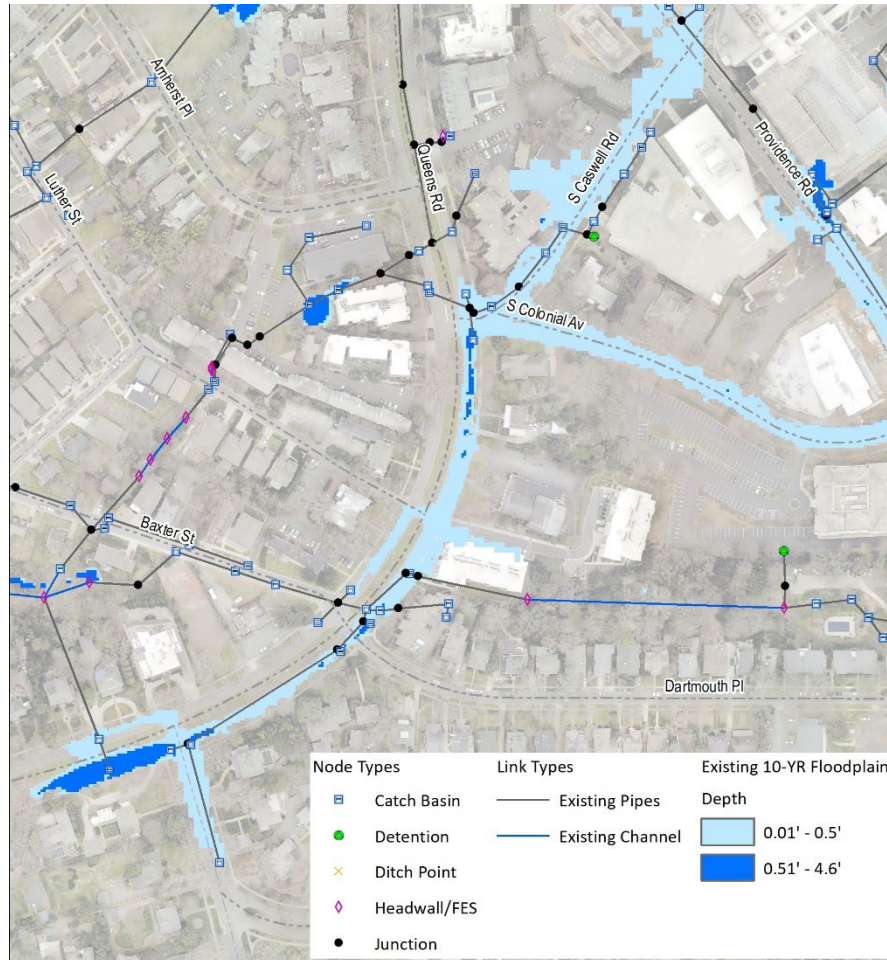 Amherst Pl
Luther St
Queens Rd
S Caswell Rd
Providence Rd
S Colonial Av
Baxter St
Dartmouth Pl
Node Types
Catch Basin
Detention
Ditch Point
Headwall/FES
Junction
Link Types
Existing Pipes
Existing Channel
Existing 10-YR Floodplain
Depth
0.01' - 0.5'
0.51' - 4.6'